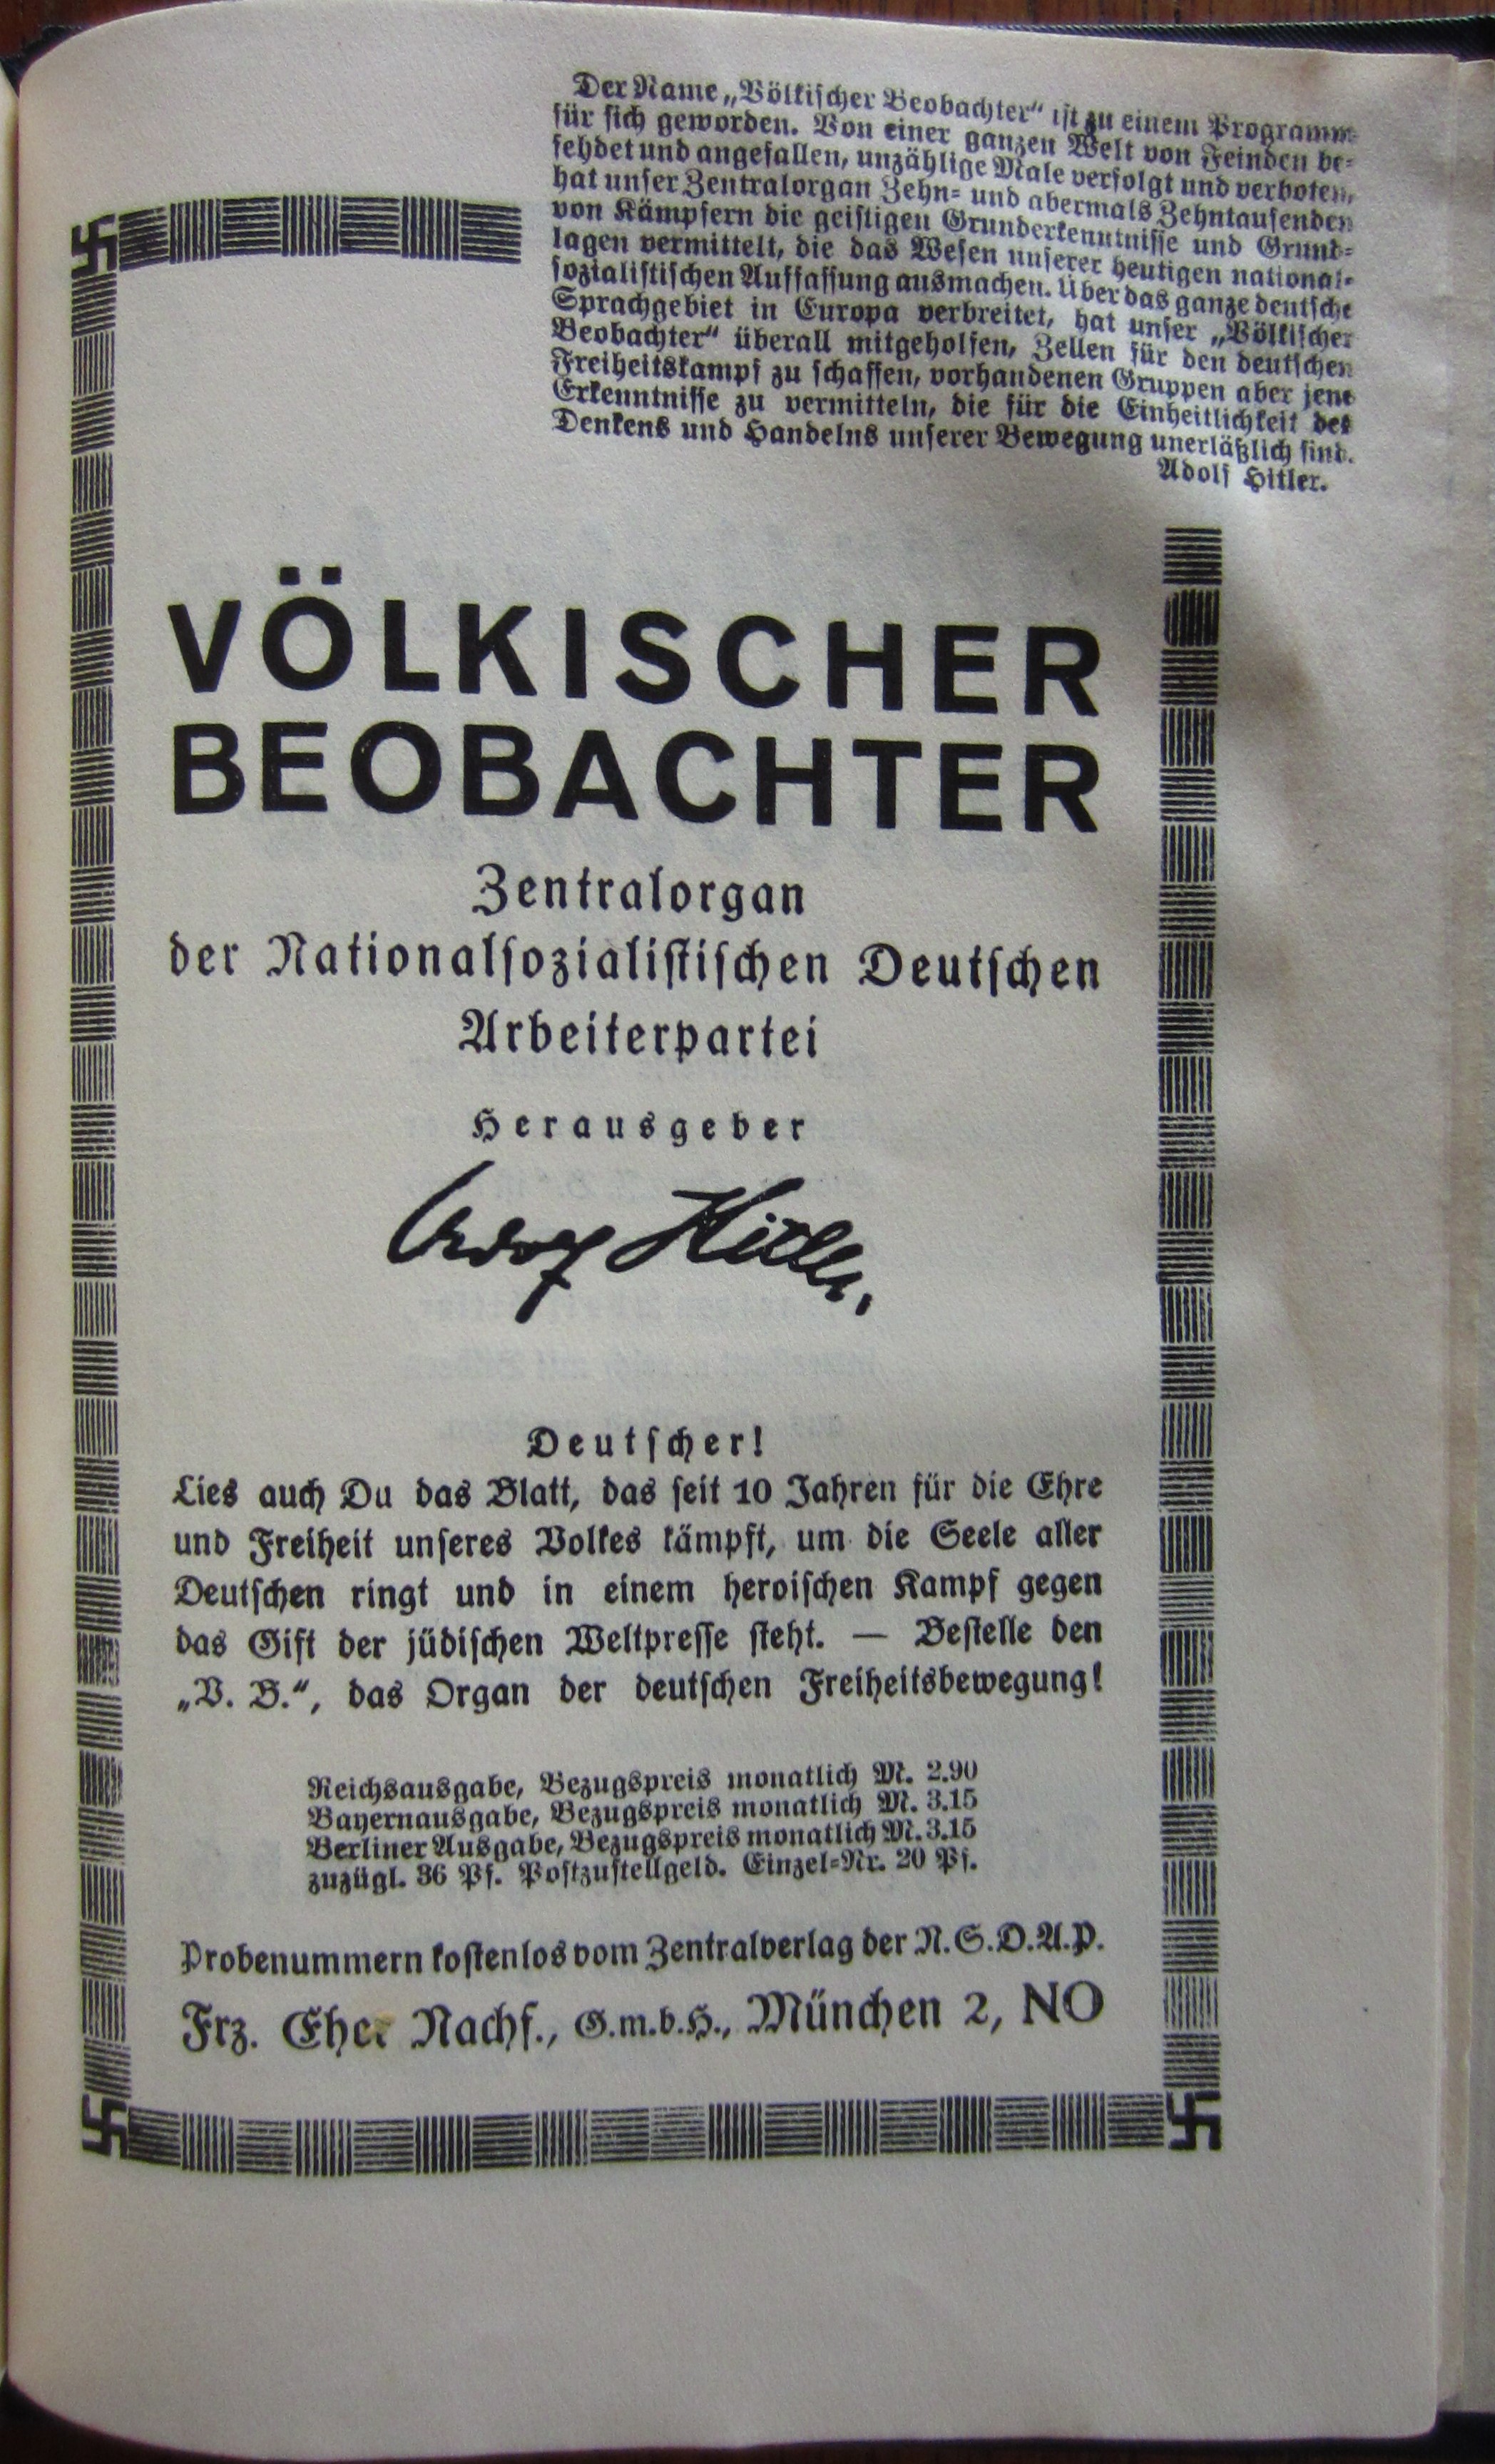 Der Name „Völkischer Beobachter“ ist zu einem Programm
für sich geworden. Von einer ganzen Welt von Feinden be-
fehdet und angefallen, unzählige Male verfolgt und verboten,
hat unser Zentralorgan Zehn- und abermals Zehntausenden
von Kämpfern die geistigen Grunderkenntnisse und Grund-
lagen vermittelt, die das Wesen unserer heutigen national-
sozialistischen Auffassung ausmachen. Über das ganze deutsche
Sprachgebiet in Europa verbreitet, hat unser „Völkischer
Beobachter“ überall mitgeholfen, Zellen für den deutschen
Freiheitskampf zu schaffen, vorhandenen Gruppen aber jene
Erkenntnisse zu vermitteln, die für die Einheitlichkeit des
Denkens und Handelns unserer Bewegung unerläßlich sind.
Adolf Hitler.
VÖLKISCHER
BEOBACHTER
Zentralorgan
der Nationalsozialistischen Deutschen
Arbeiterpartei
Herausgeber
Adolf Hitler.
Deutscher!
Lies auch Du das Blatt, das seit 10 Jahren für die Ehre
und Freiheit unseres Volkes kämpft, um die Seele aller
Deutschen ringt und in einem heroischen Kampf gegen
das Gift der jüdischen Weltpresse steht. — Bestelle den
„V. B.“, das Organ der deutschen Freiheitsbewegung!
Reichsausgabe, Bezugspreis monatlich M. 2.90
Bayernausgabe, Bezugspreis monatlich M. 3.15
Berliner Ausgabe, Bezugspreis monatlich M. 3.15
zuzügl. 36 Pf. Postzustellgeld. Einzel-Nr. 20 Pf.
Probenummern kostenlos vom Zentralverlag der N.S.D.A.P.
Frz. Eher Nachf., G.m.b.H., München 2, NO